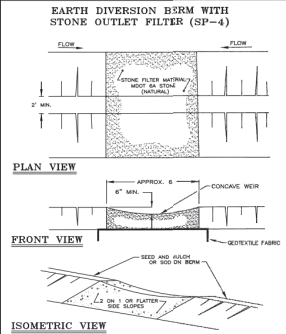 EARTH DIVERSION BERM WITH
STONE OUTLET FILTER (SP-4)
FLOW
FLOW
STONE FILTER MATERIAL
MDOT 6A STONE
(NATURAL)
2' MIN.
PLAN VIEW
APPROX. 6
6" MIN.
CONCAVE WEIR
FRONT VIEW
GEOTEXTILE FABRIC
SEED AND MULCH
OR SOD ON BERM
2 ON 1 OR FLATTER
SIDE SLOPES
ISOMETRIC VIEW